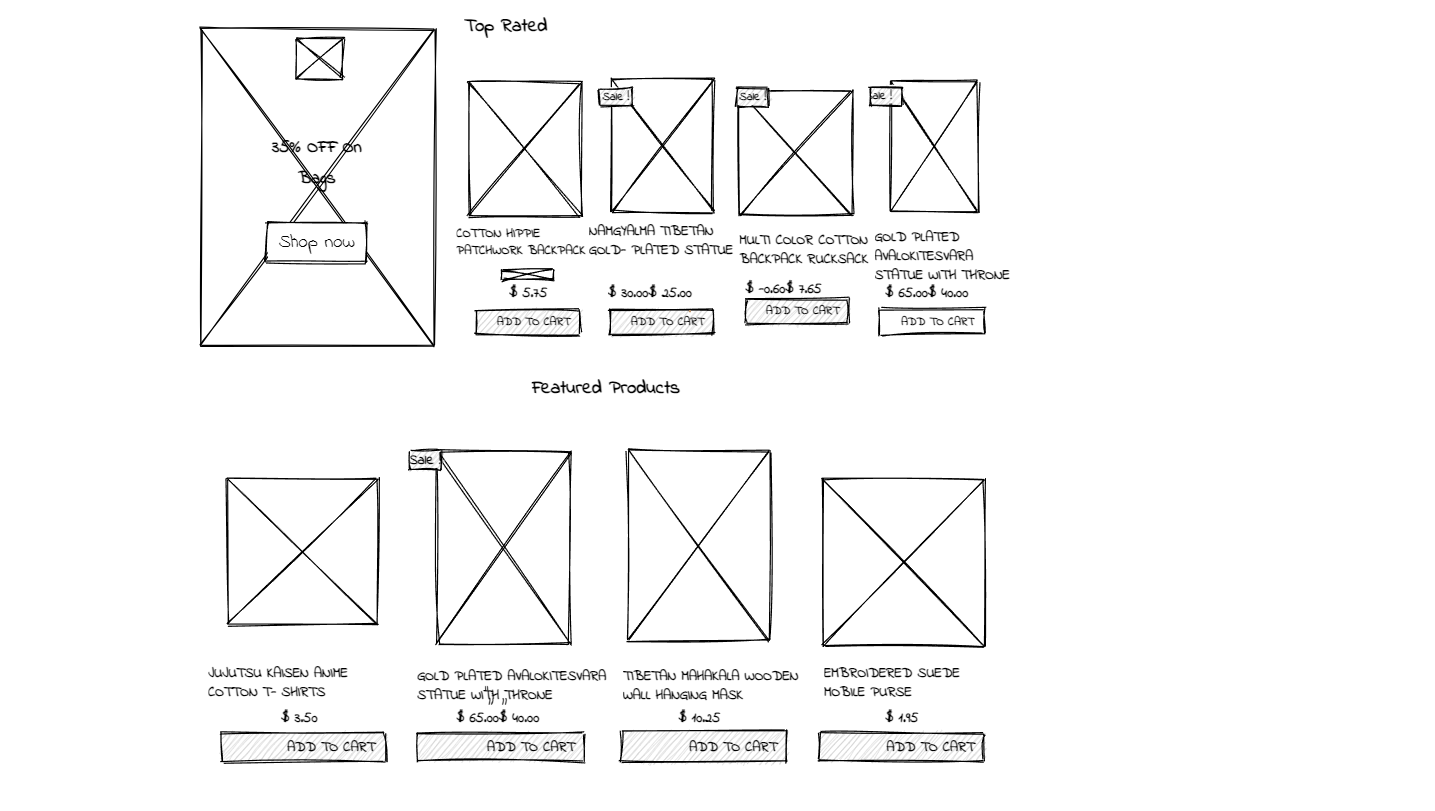 Top Rated
35% OFF on
Bags
Shop now
Sale !
Sale !
ale !
COTTON HIPPIE
PATCHWORK BACKPACK
$ 5.75
ADD TO CART
NAMGYALMA TIBETAN
GOLD- PLATED STATUE
$ 30.00$ 25.00
ADD TO CART
MULTI COLOR COTTON
BACKPACK RUCKSACK
$ -0.60$ 7.65
ADD TO CART
GOLD PLATED
AVALOKITESVARA
STATUE WITH THRONE
$ 65.00$ 40.00
ADD TO CART
Featured Products
Sale !
JUJUTSU KAISEN ANIME
COTTON T- SHIRTS
$ 3.50
ADD TO CART
GOLD PLATED AVALOKITESVARA
STATUE WITH THRONE
$ 65.00$ 40.00
ADD TO CART
TIBETAN MAHAKALA WOODEN
WALL HANGING MASK
$ 10.25
ADD TO CART
EMBROIDERED SUEDE
MOBILE PURSE
$ 1.95
ADD TO CART